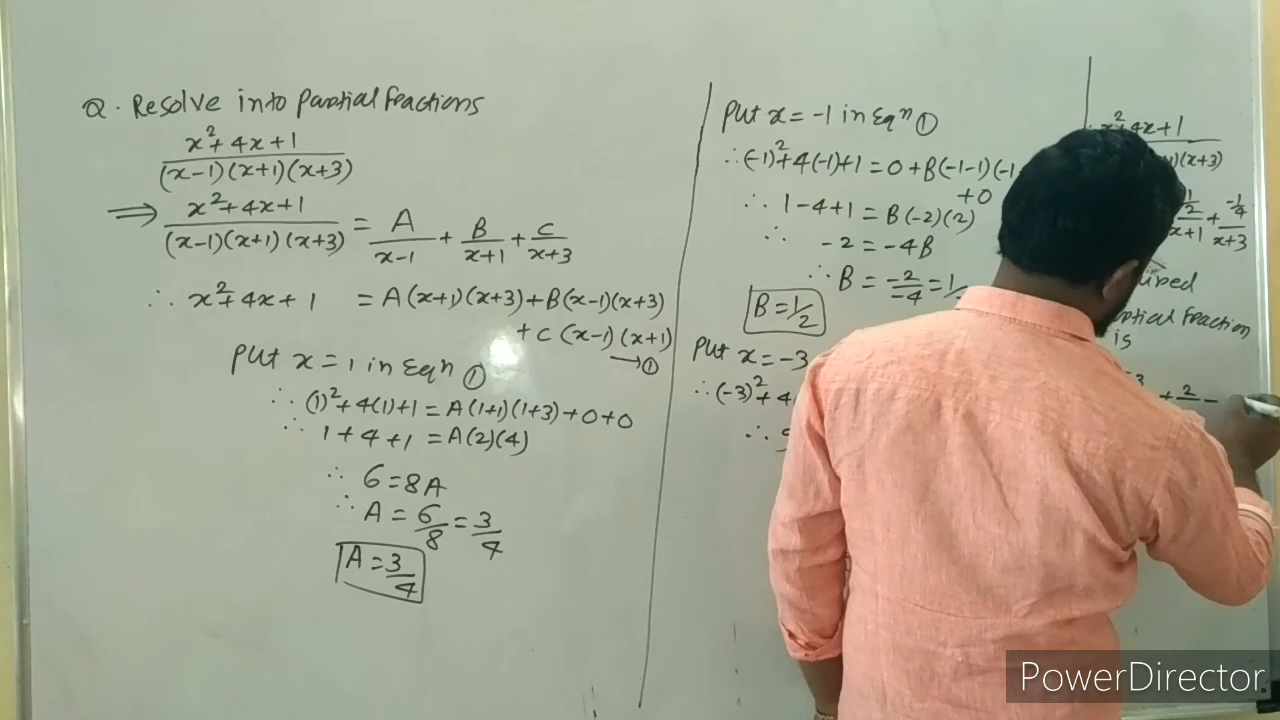 Q. Resolve into Partial fractions
x²+4x+1
(x-1)(x+1)(x+3)
⇒ x²+4x+1 / (x-1)(x+1)(x+3) = A/x-1 + B/x+1 + C/x+3
∴ x²+4x+1 = A(x+1)(x+3)+B(x-1)(x+3)
+C(x-1)(x+1)
→①
Put x=1 in Eqⁿ ①
∴ (1)²+4(1)+1=A(1+1)(1+3)+0+0
∴ 1+4+1=A(2)(4)
∴ 6=8A
∴ A=6/8=3/4
A=3/4
Put x=-1 in Eqⁿ ①
∴ (-1)²+4(-1)+1=0+B(-1-1)(-1
+0
∴ 1-4+1=B(-2)(2)
∴ -2=-4B
∴ B=-2/-4=1/
B=1/2
Put x=-3
∴ (-3)²+4
∴
x²+4x+1
(x+3)
1/2/x+1 + -1/4/x+3
fraction
is
+ 2 -
PowerDirector